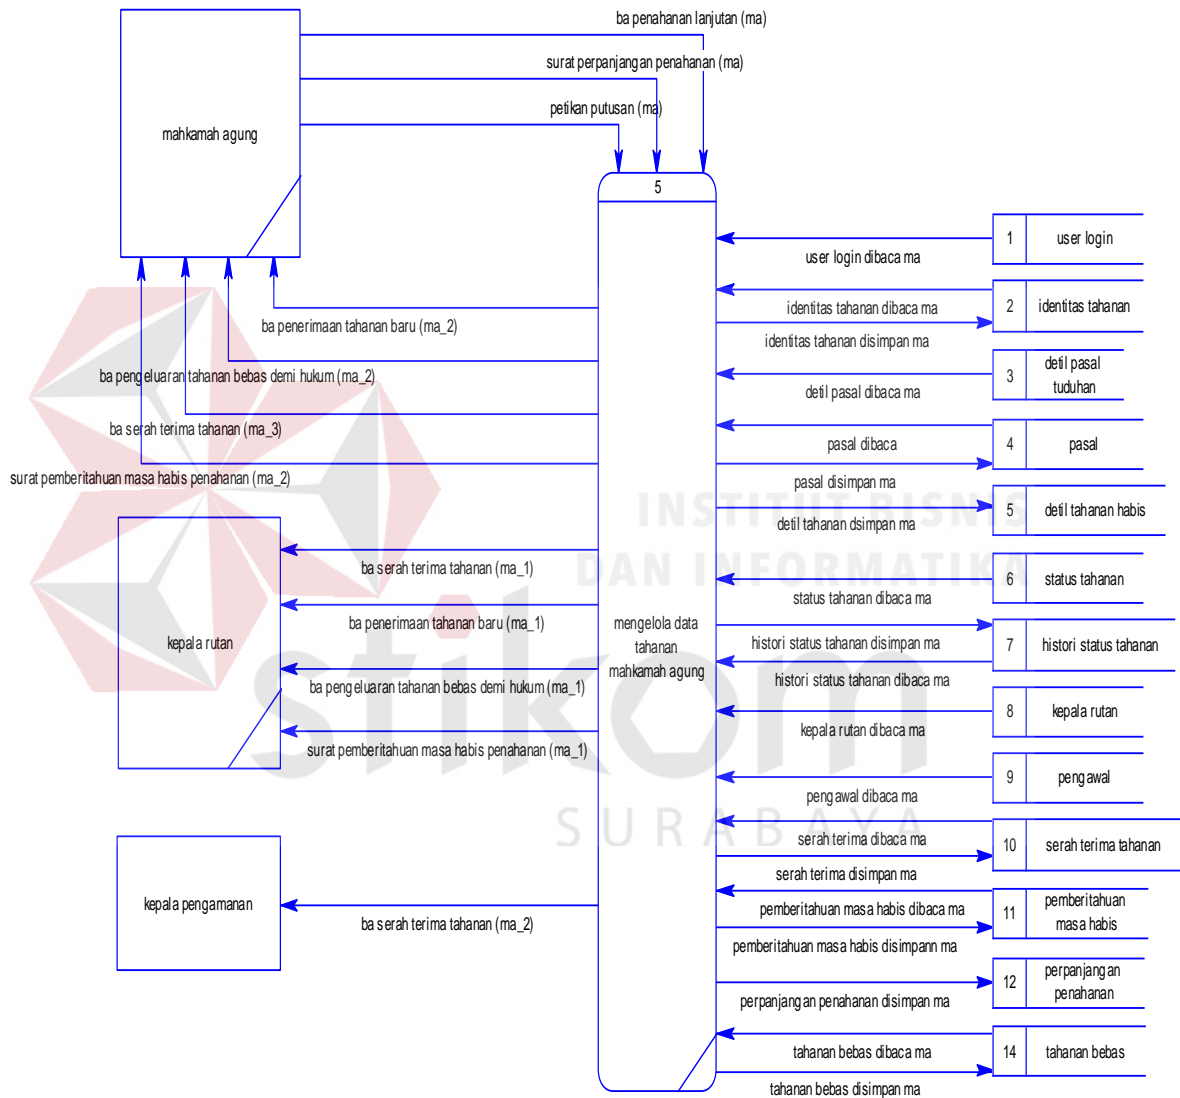 ba penahanan lanjutan (ma)
surat perpanjangan penahanan (ma)
petikan putusan (ma)
mahkamah agung
5
1
user login
user login dibaca ma
2
identitas tahanan
identitas tahanan dibaca ma
ba penerimaan tahanan baru (ma_2)
identitas tahanan disimpan ma
3
detil pasal
tuduhan
ba pengeluaran tahanan bebas demi hukum (ma_2)
detil pasal dibaca ma
ba serah terima tahanan (ma_3)
4
pasal
pasal dibaca
surat pemberitahuan masa habis penahanan (ma_2)
pasal disimpan ma
INSTITUT BISNIS
DAN INFORMATIKA
5
detil tahanan habis
detil tahanan dsimpan ma
ba serah terima tahanan (ma_1)
6
status tahanan
status tahanan dibaca ma
ba penerimaan tahanan baru (ma_1)
mengelola data
tahanan
mahkamah agung
kepala rutan
histori status tahanan disimpan ma
7
histori status tahanan
histori status tahanan dibaca ma
ba pengeluaran tahanan bebas demi hukum (ma_1)
stikom
8
kepala rutan
kepala rutan dibaca ma
surat pemberitahuan masa habis penahanan (ma_1)
9
pengawal
pengawal dibaca ma
SURABAYA
10
serah terima tahanan
serah terima dibaca ma
serah terima disimpan ma
kepala pengamanan
ba serah terima tahanan (ma_2)
11
pemberitahuan
masa habis
pemberitahuan masa habis dibaca ma
pemberitahuan masa habis disimpann ma
12
perpanjangan
penahanan
perpanjangan penahanan disimpan ma
14
tahanan bebas
tahanan bebas dibaca ma
tahanan bebas disimpan ma